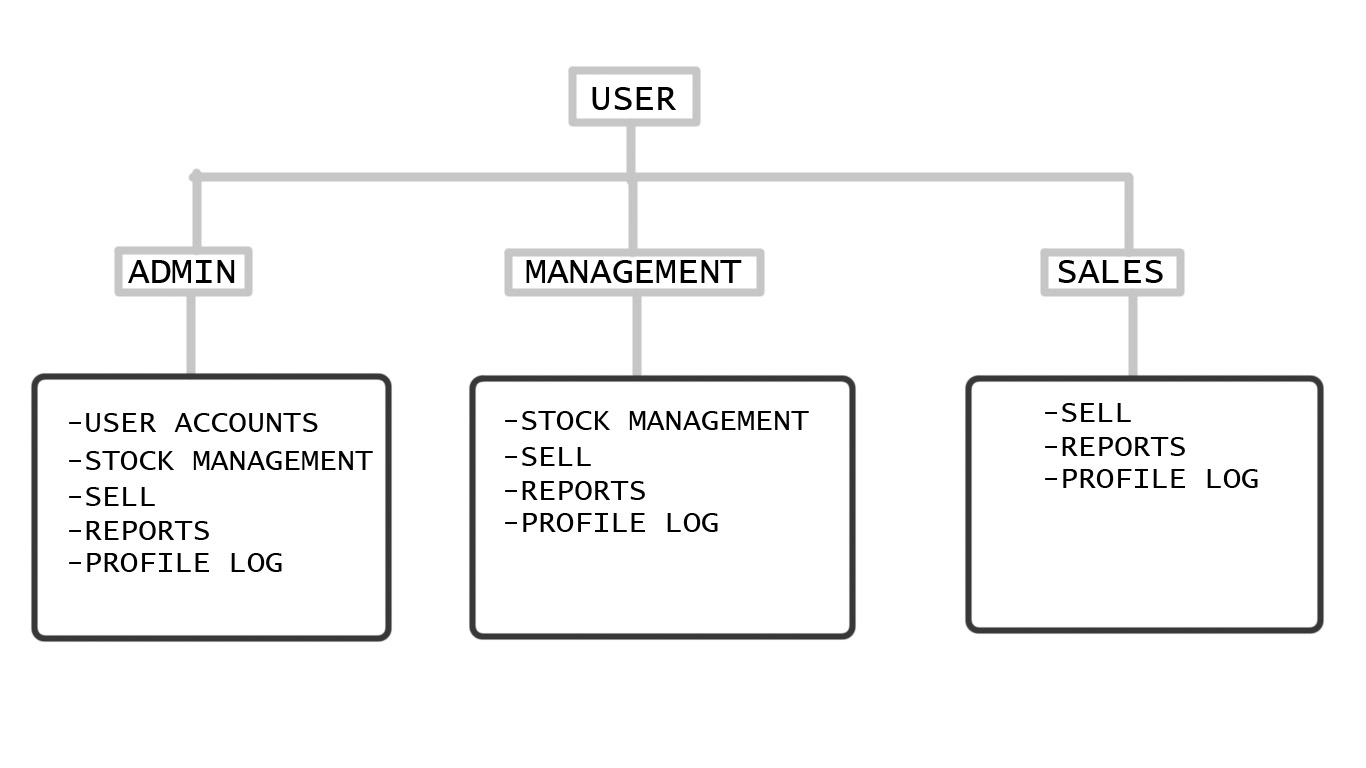 USER
ADMIN
MANAGEMENT
SALES
-USER ACCOUNTS
-STOCK MANAGEMENT
-SELL
-REPORTS
-PROFILE LOG
-STOCK MANAGEMENT
-SELL
-REPORTS
-PROFILE LOG
-SELL
-REPORTS
-PROFILE LOG